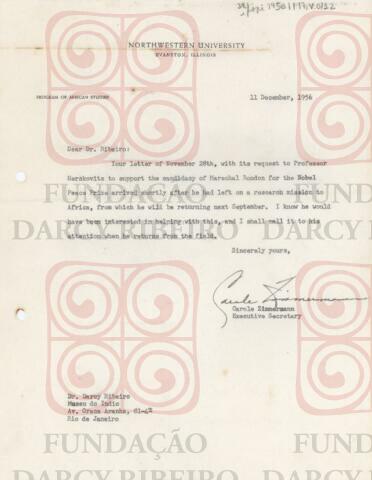 NORTHWESTERN UNIVERSITY
EVANSTON, ILLINOIS
PROGRAM OF AFRICAN STUDIES
11 December, 1956
Dear Dr. Ribeiro:
Your letter of November 28th, with its request to Professor
Herskovits to support the candidacy of Marechal Rondon for the Nobel
Peace Prize arrived shortly after he had left on a research mission to
Africa, from which he will be returning next September. I know he would
have been interested in helping with this, and I shall call it to his
attention when he returns from the field.
Sincerely yours,
Carole Zimmermann
Carole Zimmermann
Executive Secretary
Dr. Darcy Ribeiro
Museu do Indio
Av. Graca Aranha, 81-4º
Rio de Janeiro
FUNDAÇÃO
DARCY RIBEIRO
FUNDAÇÃO
DARCY RIBEIRO